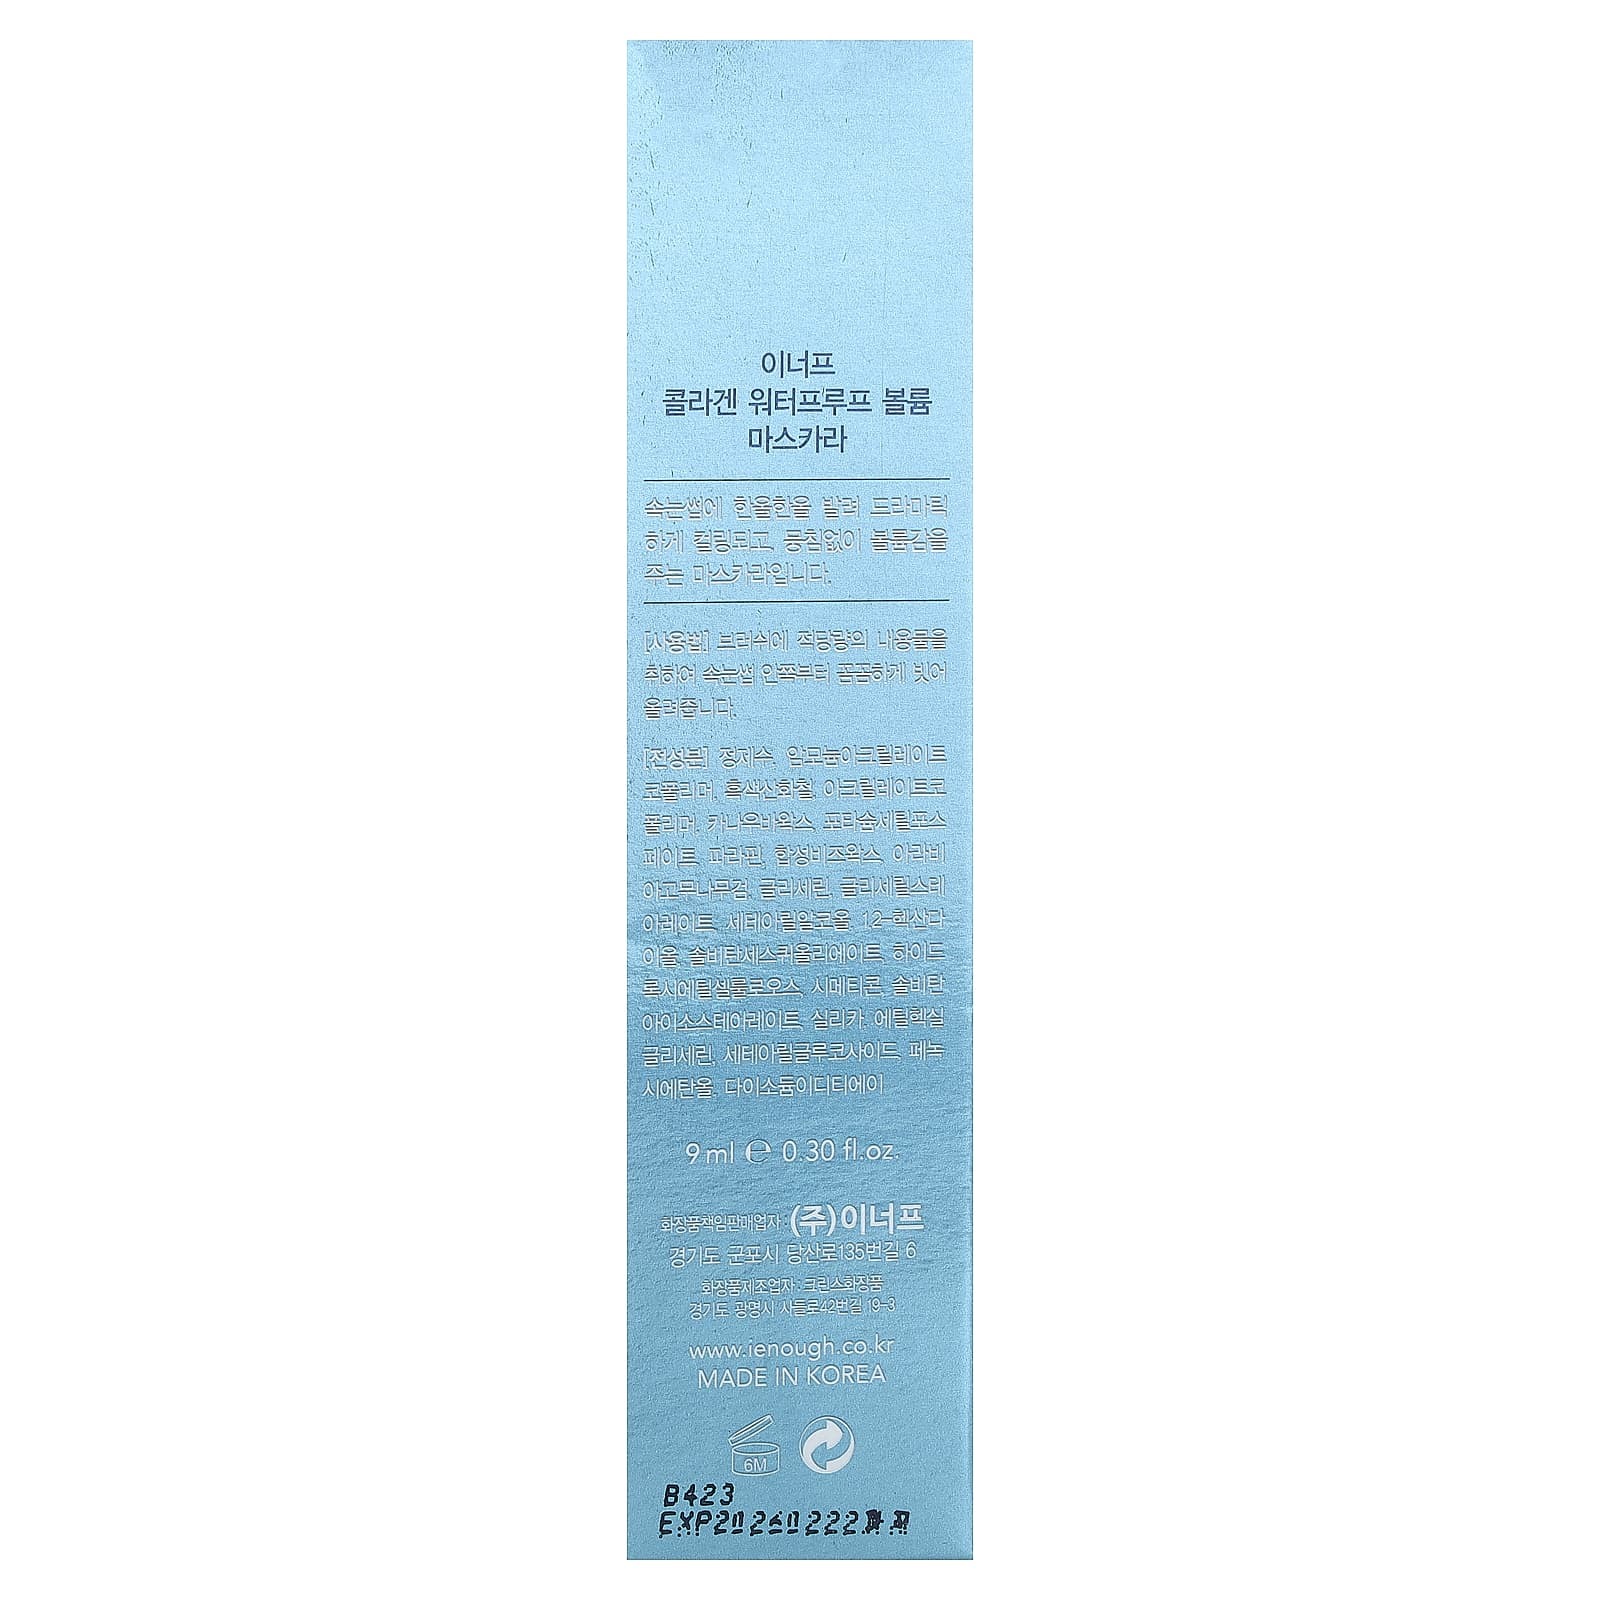 이너프
콜라겐 워터프루프 볼륨
마스카라
속눈썹에 한올한올 발려 드라마틱
하게 컬링되고, 뭉침없이 볼륨감을
주는 마스카라입니다.
[사용법] 브러쉬에 적당량의 내용물을
취하여 속눈썹 안쪽부터 꼼꼼하게 빗어
올려줍니다.
[전성분] 정제수, 암모늄아크릴레이트
코폴리머, 흑색산화철, 아크릴레이트코
폴리머, 카나우바왁스, 포타슘세틸포스
페이트, 파라핀, 합성비즈왁스, 아라비
아고무나무검, 글리세린, 글리세릴스테
아레이트, 세테아릴알코올, 1,2-헥산다
이올, 솔비탄세스퀴올리에이트, 하이드
록시에틸셀룰로오스, 시메티콘, 솔비탄
아이소스테아레이트, 실리카, 에틸헥실
글리세린, 세테아릴글루코사이드, 페녹
시에탄올, 다이소듐이디티에이
9 ml ℮ 0.30 fl.oz.
화장품책임판매업자 : (주)이너프
경기도 군포시 당산로135번길 6
화장품제조업자 : 크린스화장품
경기도 광명시 사들로42번길 19-3
www.ienough.co.kr
MADE IN KOREA
6M
B423
EXP20260222까지